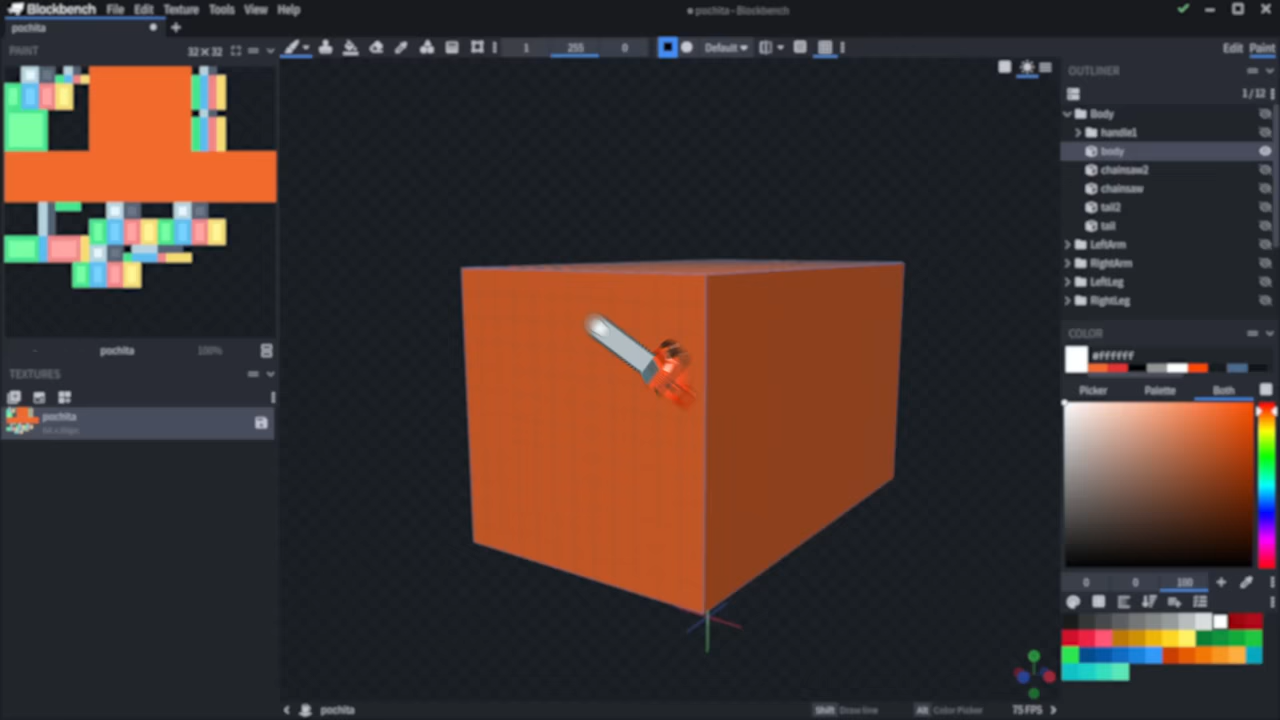 Blockbench File Edit Texture Tools View Help
pochita - Blockbench
pochita
PAINT 32×32
1 255 0 Default
Edit Paint
OUTLINER
1/12
Body
handle1
body
chainsaw2
chainsaw
tail2
tail
LeftArm
RightArm
LeftLeg
RightLeg
COLOR
#ffffff
Picker Palette Both
0 0 100
pochita 100%
TEXTURES
pochita
pochita
Shift Draw line Alt Color Picker 75 FPS